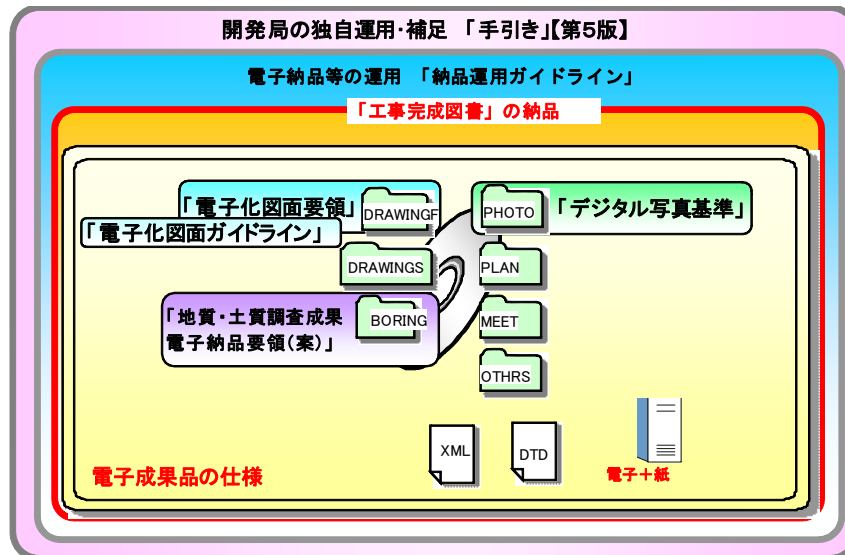 開発局の独自運用・補足 「手引き」【第5版】
電子納品等の運用 「納品運用ガイドライン」
「工事完成図書」の納品
「電子化図面要領」
DRAWINGF
「電子化図面ガイドライン」
DRAWINGS
「地質・土質調査成果
電子納品要領(案)」
BORING
PHOTO
「デジタル写真基準」
PLAN
MEET
OTHRS
XML
DTD
電子+紙
電子成果品の仕様